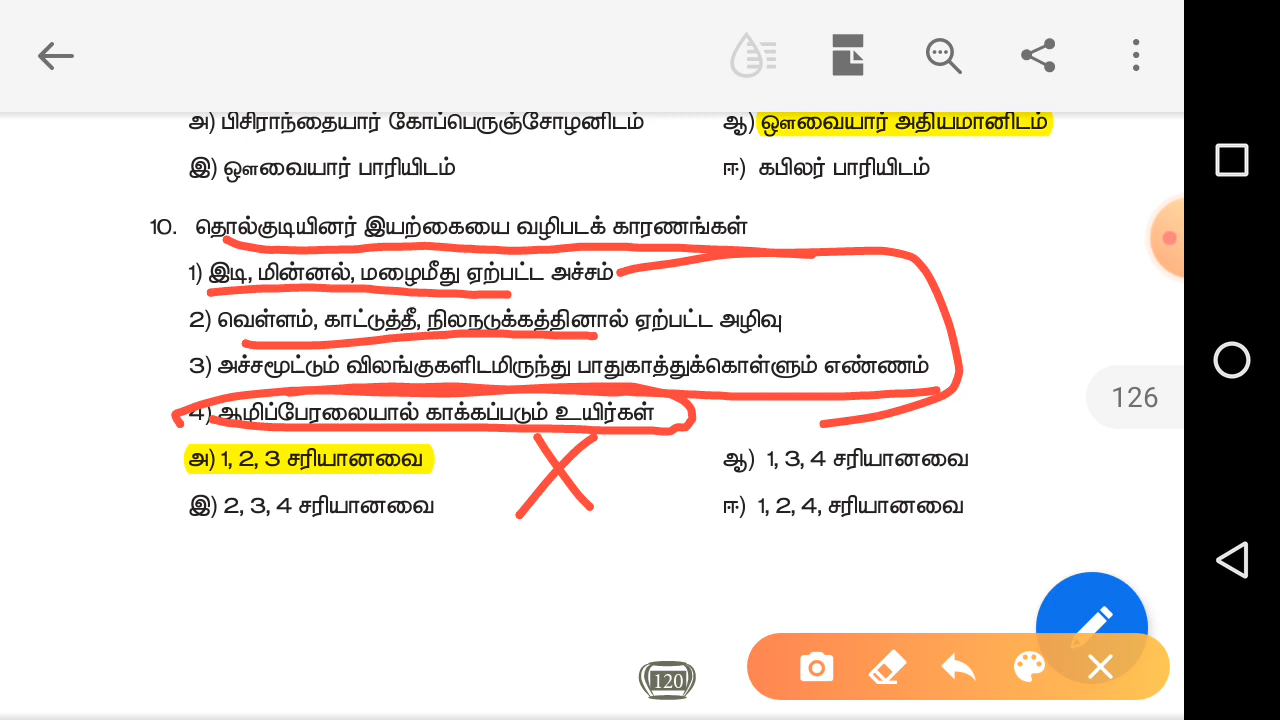 அ) பிசிராந்தையார் கோப்பெருஞ்சோழனிடம் ஆ) ஔவையார் அதியமானிடம்
இ) ஔவையார் பாரியிடம் ஈ) கபிலர் பாரியிடம்
10. தொல்குடியினர் இயற்கையை வழிபடக் காரணங்கள்
1) இடி, மின்னல், மழைமீது ஏற்பட்ட அச்சம்
2) வெள்ளம், காட்டுத்தீ, நிலநடுக்கத்தினால் ஏற்பட்ட அழிவு
3) அச்சமூட்டும் விலங்குகளிடமிருந்து பாதுகாத்துக்கொள்ளும் எண்ணம்
126
4) ஆழிப்பேரலையால் காக்கப்படும் உயிர்கள்
அ) 1, 2, 3 சரியானவை ஆ) 1, 3, 4 சரியானவை
இ) 2, 3, 4 சரியானவை ஈ) 1, 2, 4, சரியானவை
120